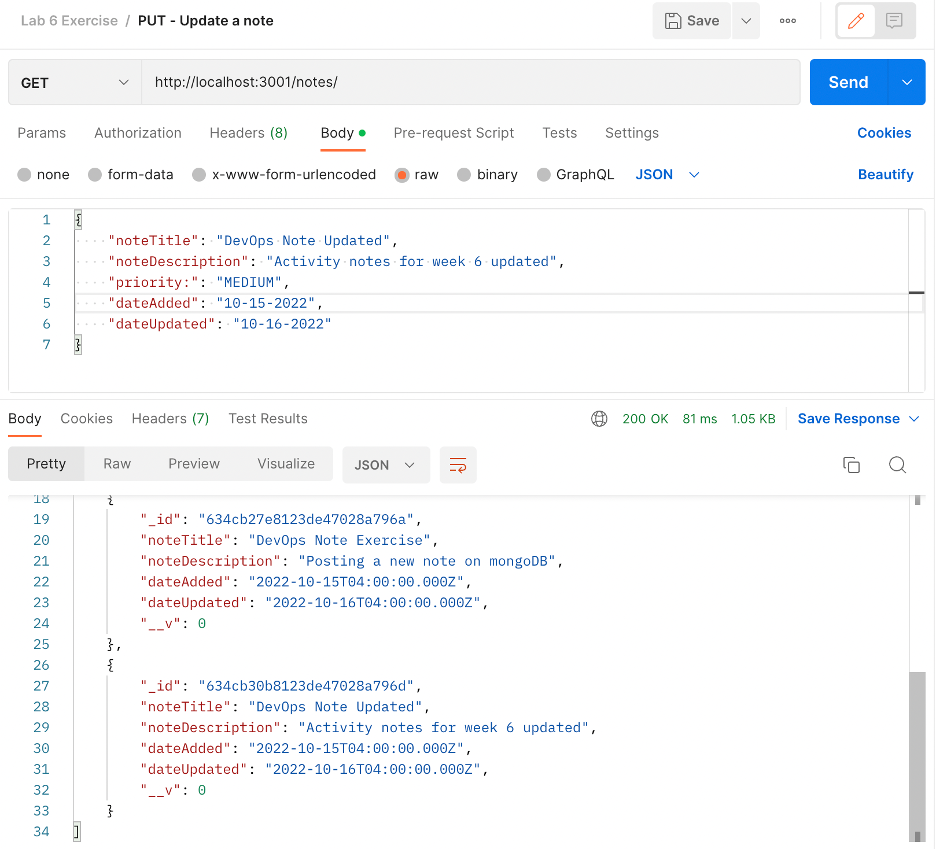 Lab 6 Exercise / PUT - Update a note Save
GET http://localhost:3001/notes/ Send
Params Authorization Headers (8) Body Pre-request Script Tests Settings Cookies
none form-data x-www-form-urlencoded raw binary GraphQL JSON Beautify
1 {
2 "noteTitle": "DevOps Note Updated",
3 "noteDescription": "Activity notes for week 6 updated",
4 "priority:": "MEDIUM",
5 "dateAdded": "10-15-2022",
6 "dateUpdated": "10-16-2022"
7 }
Body Cookies Headers (7) Test Results 200 OK 81 ms 1.05 KB Save Response
Pretty Raw Preview Visualize JSON
18 {
19 "_id": "634cb27e8123de47028a796a",
20 "noteTitle": "DevOps Note Exercise",
21 "noteDescription": "Posting a new note on mongoDB",
22 "dateAdded": "2022-10-15T04:00:00.000Z",
23 "dateUpdated": "2022-10-16T04:00:00.000Z",
24 "__v": 0
25 },
26 {
27 "_id": "634cb30b8123de47028a796d",
28 "noteTitle": "DevOps Note Updated",
29 "noteDescription": "Activity notes for week 6 updated",
30 "dateAdded": "2022-10-15T04:00:00.000Z",
31 "dateUpdated": "2022-10-16T04:00:00.000Z",
32 "__v": 0
33 }
34 ]